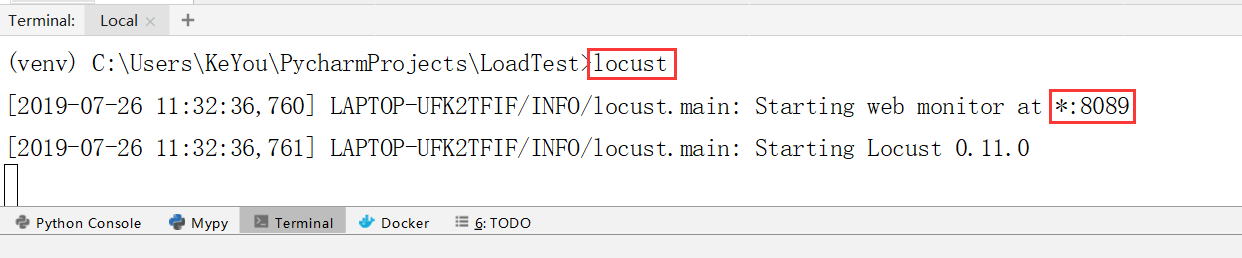 Terminal: Local × +
(venv) C:\Users\KeYou\PycharmProjects\LoadTest>locust
[2019-07-26 11:32:36,760] LAPTOP-UFK2TFIF/INFO/locust.main: Starting web monitor at *:8089
[2019-07-26 11:32:36,761] LAPTOP-UFK2TFIF/INFO/locust.main: Starting Locust 0.11.0
Python Console Mypy Terminal Docker 6: TODO